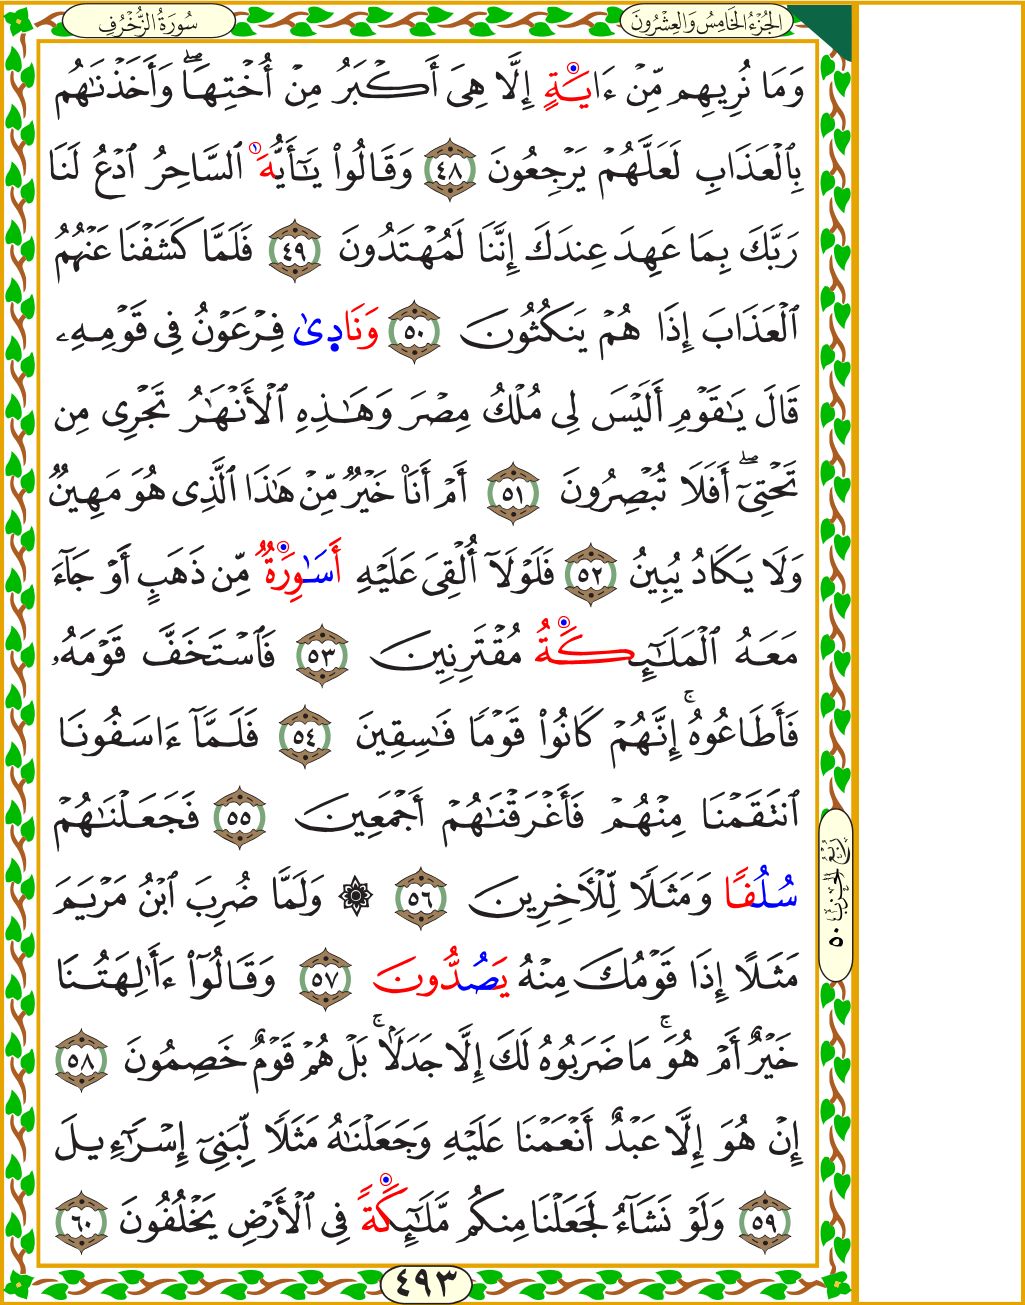 الجُزْءُ الخَامِسُ وَالعِشْرُونَ
سُورَةُ الزُّخْرُفِ
وَمَا نُرِيهِم مِّنْ ءَايَةٍ إِلَّا هِيَ أَكْبَرُ مِنْ أُخْتِهَاۖ وَأَخَذْنَٰهُم
بِٱلْعَذَابِ لَعَلَّهُمْ يَرْجِعُونَ ٤٨ وَقَالُوا۟ يَٰٓأَيُّهَ ٱلسَّاحِرُ ٱدْعُ لَنَا
رَبَّكَ بِمَا عَهِدَ عِندَكَ إِنَّنَا لَمُهْتَدُونَ ٤٩ فَلَمَّا كَشَفْنَا عَنْهُمُ
ٱلْعَذَابَ إِذَا هُمْ يَنكُثُونَ ٥٠ وَنَادِىٰ فِرْعَوْنُ فِى قَوْمِهِۦ
قَالَ يَٰقَوْمِ أَلَيْسَ لِى مُلْكُ مِصْرَ وَهَٰذِهِ ٱلْأَنْهَٰرُ تَجْرِى مِن
تَحْتِىٓۖ أَفَلَا تُبْصِرُونَ ٥١ أَمْ أَنَا۠ خَيْرٌ مِّنْ هَٰذَا ٱلَّذِى هُوَ مَهِينٌ
وَلَا يَكَادُ يُبِينُ ٥٢ فَلَوْلَآ أُلْقِىَ عَلَيْهِ أَسَٰوِرَةٌ مِّن ذَهَبٍ أَوْ جَآءَ
مَعَهُ ٱلْمَلَٰٓئِكَةُ مُقْتَرِنِينَ ٥٣ فَٱسْتَخَفَّ قَوْمَهُۥ
فَأَطَاعُوهُۚ إِنَّهُمْ كَانُوا۟ قَوْمًا فَٰسِقِينَ ٥٤ فَلَمَّآ ءَاسَفُونَا
ٱنتَقَمْنَا مِنْهُمْ فَأَغْرَقْنَٰهُمْ أَجْمَعِينَ ٥٥ فَجَعَلْنَٰهُمْ
سُلُفًا وَمَثَلًا لِّلْءَاخِرِينَ ٥٦ ۞ وَلَمَّا ضُرِبَ ٱبْنُ مَرْيَمَ
مَثَلًا إِذَا قَوْمُكَ مِنْهُ يَصُدُّونَ ٥٧ وَقَالُوٓا۟ ءَأَٰلِهَتُنَا
خَيْرٌ أَمْ هُوَۚ مَا ضَرَبُوهُ لَكَ إِلَّا جَدَلًۢاۚ بَلْ هُمْ قَوْمٌ خَصِمُونَ ٥٨
إِنْ هُوَ إِلَّا عَبْدٌ أَنْعَمْنَا عَلَيْهِ وَجَعَلْنَٰهُ مَثَلًا لِّبَنِىٓ إِسْرَٰٓءِيلَ
٥٩ وَلَوْ نَشَآءُ لَجَعَلْنَا مِنكُم مَّلَٰٓئِكَةً فِى ٱلْأَرْضِ يَخْلُفُونَ ٦٠
رُبْعُ الحِزْبِ ٥٠
٤٩٣